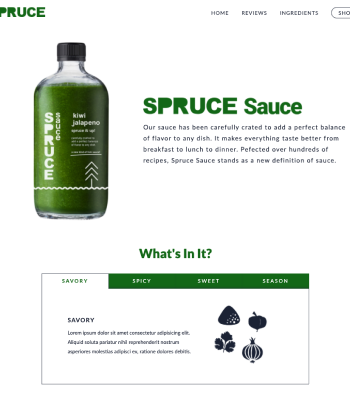 SPRUCE
HOME REVIEWS INGREDIENTS SHO
SPRUCE
Sauce
kiwi
jalapeno
spruce it up!
SPRUCE Sauce
Our sauce has been carefully crated to add a perfect balance
of flavor to any dish. It makes everything taste better from
breakfast to lunch to dinner. Pefected over hundreds of
recipes, Spruce Sauce stands as a new definition of sauce.
What's In It?
SAVORY SPICY SWEET SEASON
SAVORY
Lorem ipsum dolor sit amet consectetur adipisicing elit.
Aliquid soluta pariatur nihil reprehenderit nostrum
asperiores molestias adipisci ex, ratione dolores debitis.